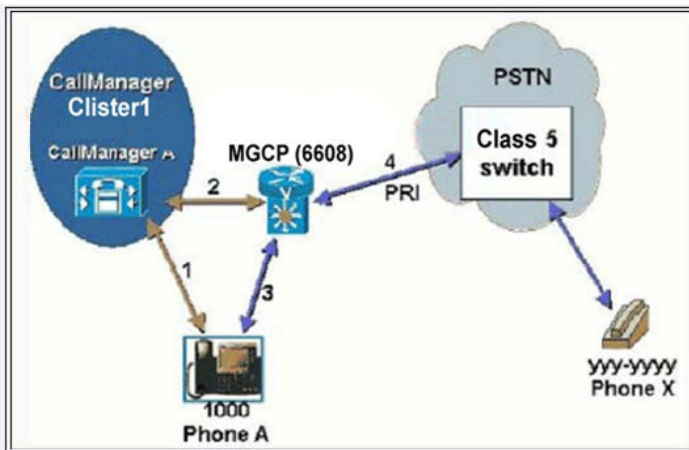 CallManager
Clister1
CallManager A
MGCP (6608)
PSTN
Class 5
switch
4
PRI
2
1
3
1000
Phone A
yyy-yyyy
Phone X